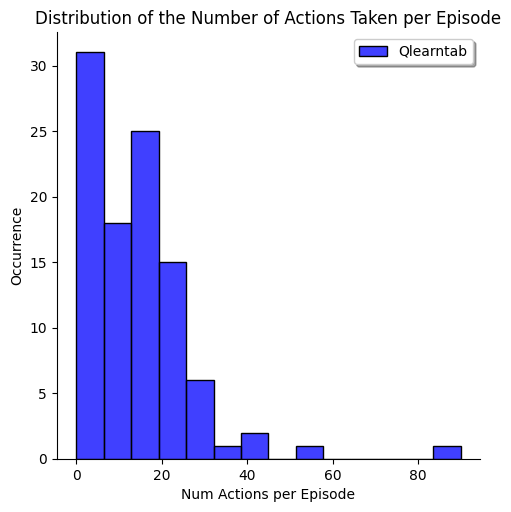 Distribution of the Number of Actions Taken per Episode
Qlearntab
30
25
20
15
10
5
0
Occurrence
0 20 40 60 80
Num Actions per Episode